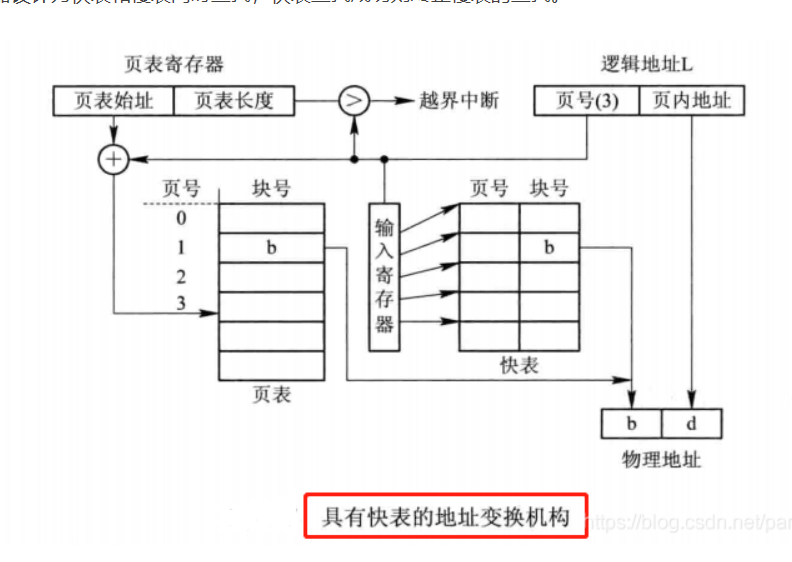 页表寄存器 逻辑地址L
页表始址 页表长度 > 越界中断 页号(3) 页内地址
+
页号 块号 页号 块号
0
1 b b
2
3
输入寄存器
快表
页表
b d
物理地址
具有快表的地址变换机构
https://blog.csdn.net/par